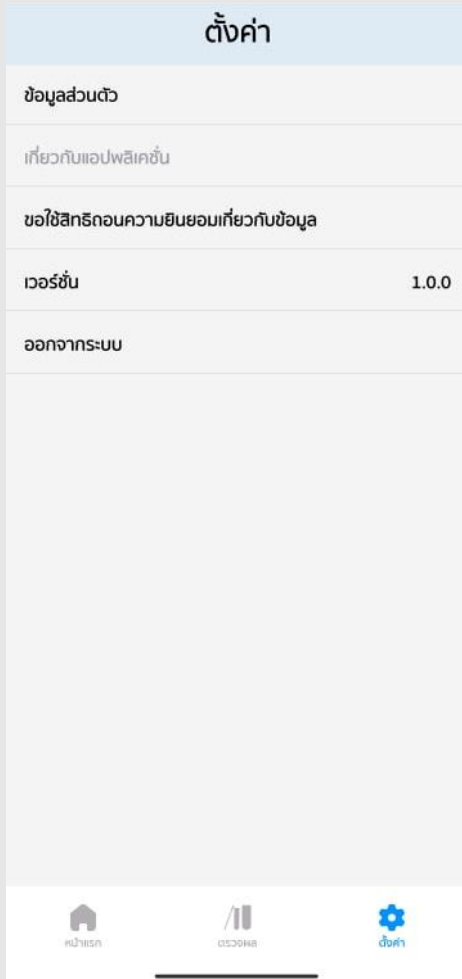 ตั้งค่า
ข้อมูลส่วนตัว
เกี่ยวกับแอปพลิเคชั่น
ขอใช้สิทธิถอนความยินยอมเกี่ยวกับข้อมูล
เวอร์ชั่น 1.0.0
ออกจากระบบ
หน้าแรก ตรวจผล ตั้งค่า